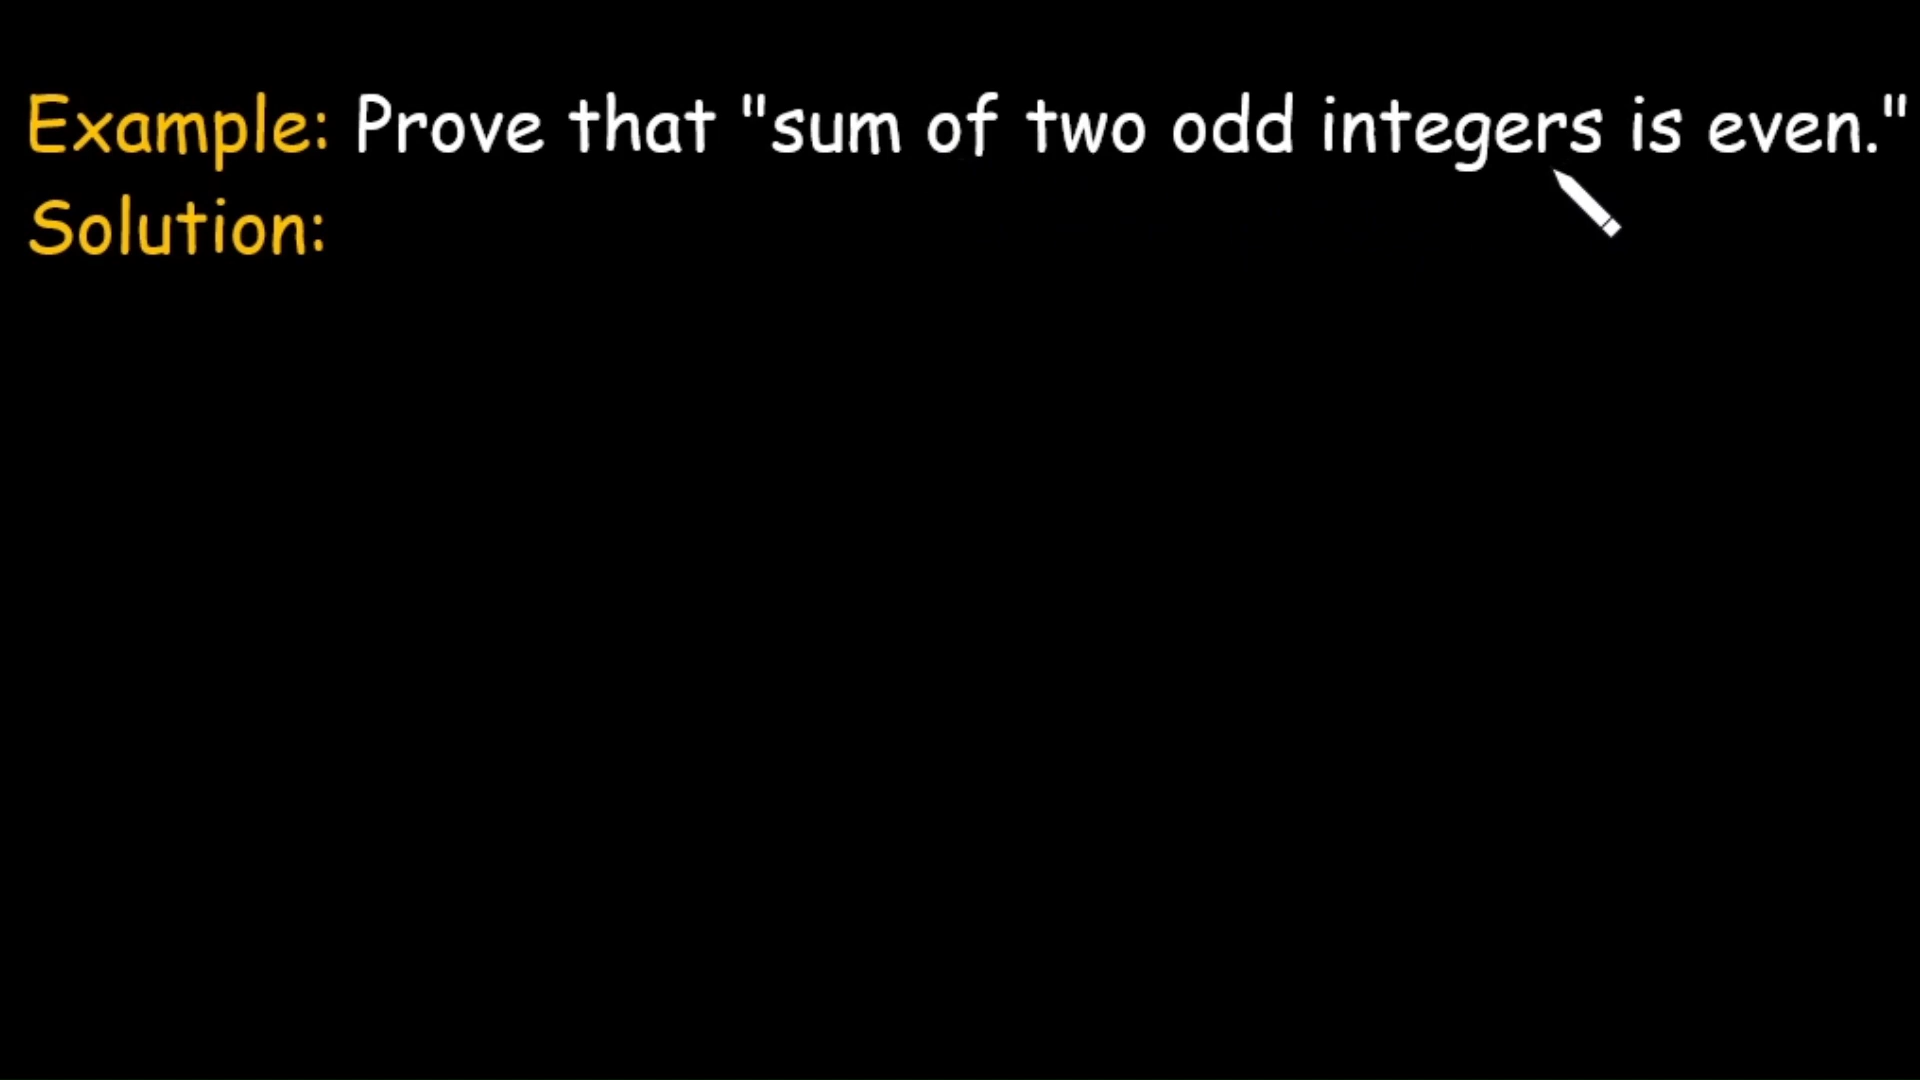 Example: Prove that "sum of two odd integers is even."
Solution: